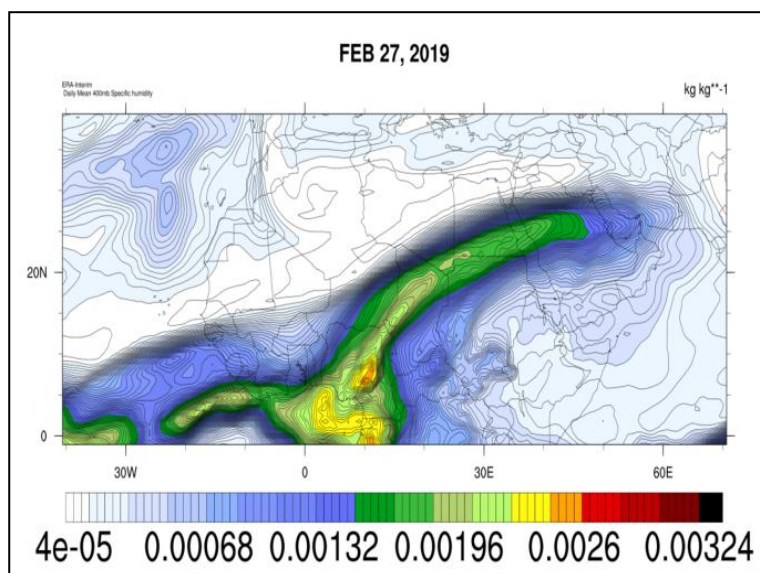 FEB 27, 2019
ERA-Interim
Daily Mean 400mb Specific humidity
kg kg**-1
20N
0
30W 0 30E 60E
4e-05 0.00068 0.00132 0.00196 0.0026 0.00324